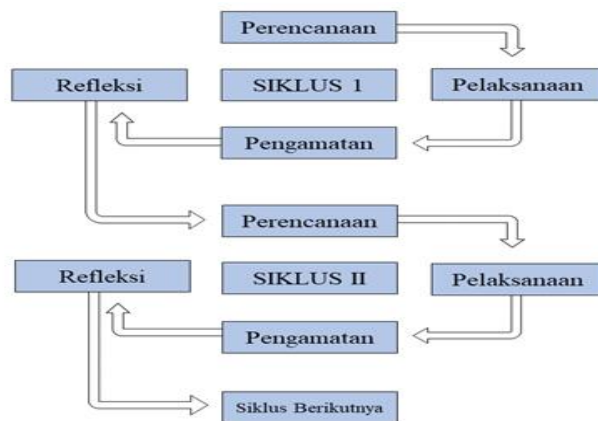 Perencanaan
Refleksi
SIKLUS 1
Pelaksanaan
Pengamatan
Perencanaan
Refleksi
SIKLUS II
Pelaksanaan
Pengamatan
Siklus Berikutnya